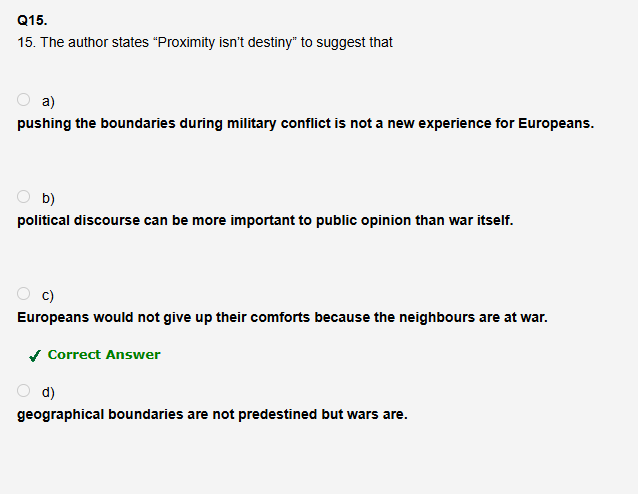 Q15.
15. The author states “Proximity isn’t destiny” to suggest that
a)
pushing the boundaries during military conflict is not a new experience for Europeans.
b)
political discourse can be more important to public opinion than war itself.
c)
Europeans would not give up their comforts because the neighbours are at war.
✓ Correct Answer
d)
geographical boundaries are not predestined but wars are.